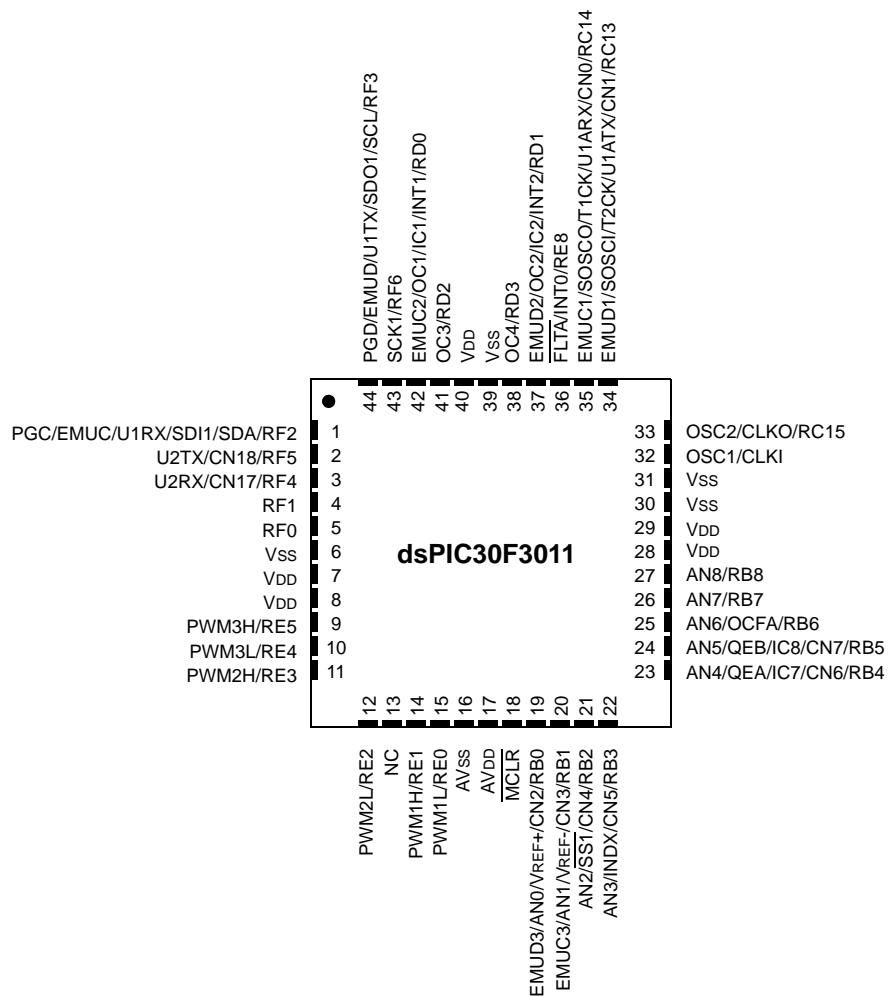 PGD/EMUD/U1TX/SDO1/SCL/RF3
SCK1/RF6
EMUC2/OC1/IC1/INT1/RD0
OC3/RD2
VDD
VSS
OC4/RD3
EMUD2/OC2/IC2/INT2/RD1
FLTA/INT0/RE8
EMUC1/SOSCO/T1CK/U1ARX/CN0/RC14
EMUD1/SOSCI/T2CK/U1ATX/CN1/RC13
44
43
42
41
40
39
38
37
36
35
34
PGC/EMUC/U1RX/SDI1/SDA/RF2 1
U2TX/CN18/RF5 2
U2RX/CN17/RF4 3
RF1 4
RF0 5
VSS 6
VDD 7
VDD 8
PWM3H/RE5 9
PWM3L/RE4 10
PWM2H/RE3 11
dsPIC30F3011
33 OSC2/CLKO/RC15
32 OSC1/CLKI
31 VSS
30 VSS
29 VDD
28 VDD
27 AN8/RB8
26 AN7/RB7
25 AN6/OCFA/RB6
24 AN5/QEB/IC8/CN7/RB5
23 AN4/QEA/IC7/CN6/RB4
12
13
14
15
16
17
18
19
20
21
22
PWM2L/RE2
NC
PWM1H/RE1
PWM1L/RE0
AVSS
AVDD
MCLR
EMUD3/AN0/VREF+/CN2/RB0
EMUC3/AN1/VREF-/CN3/RB1
AN2/SS1/CN4/RB2
AN3/INDX/CN5/RB3